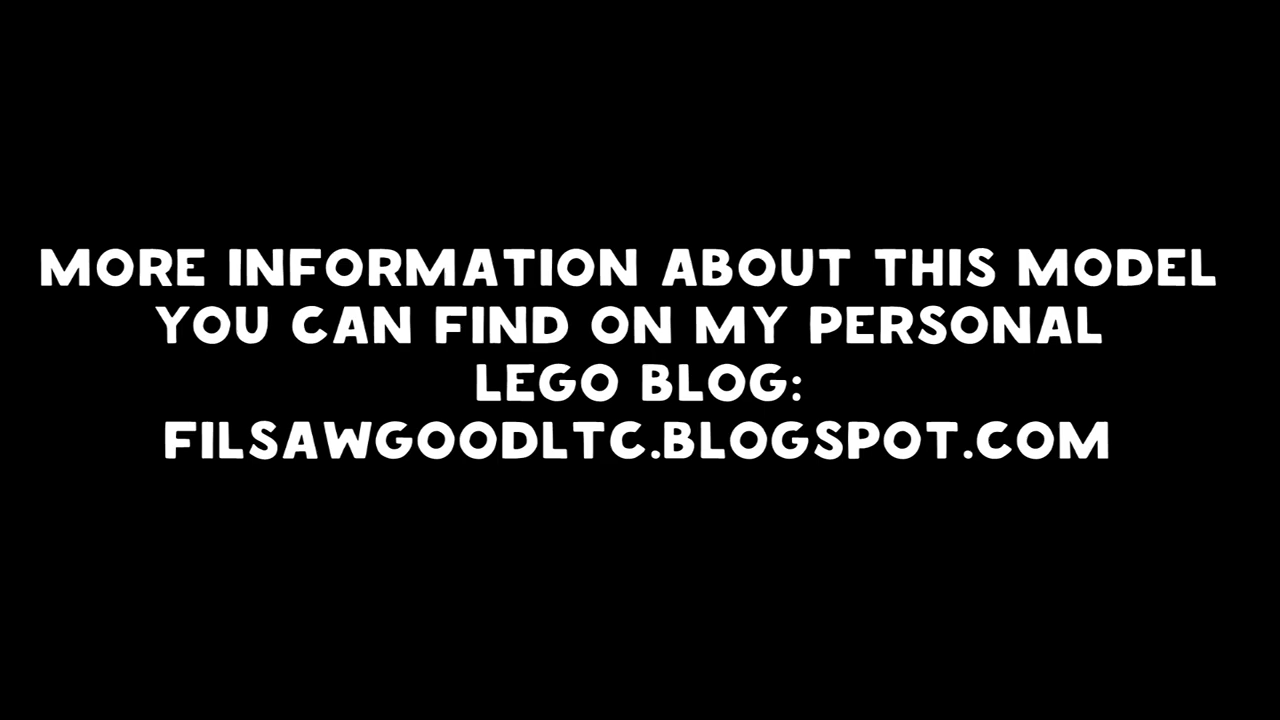 MORE INFORMATION ABOUT THIS MODEL
YOU CAN FIND ON MY PERSONAL
LEGO BLOG:
FILSAWGOODLTC.BLOGSPOT.COM